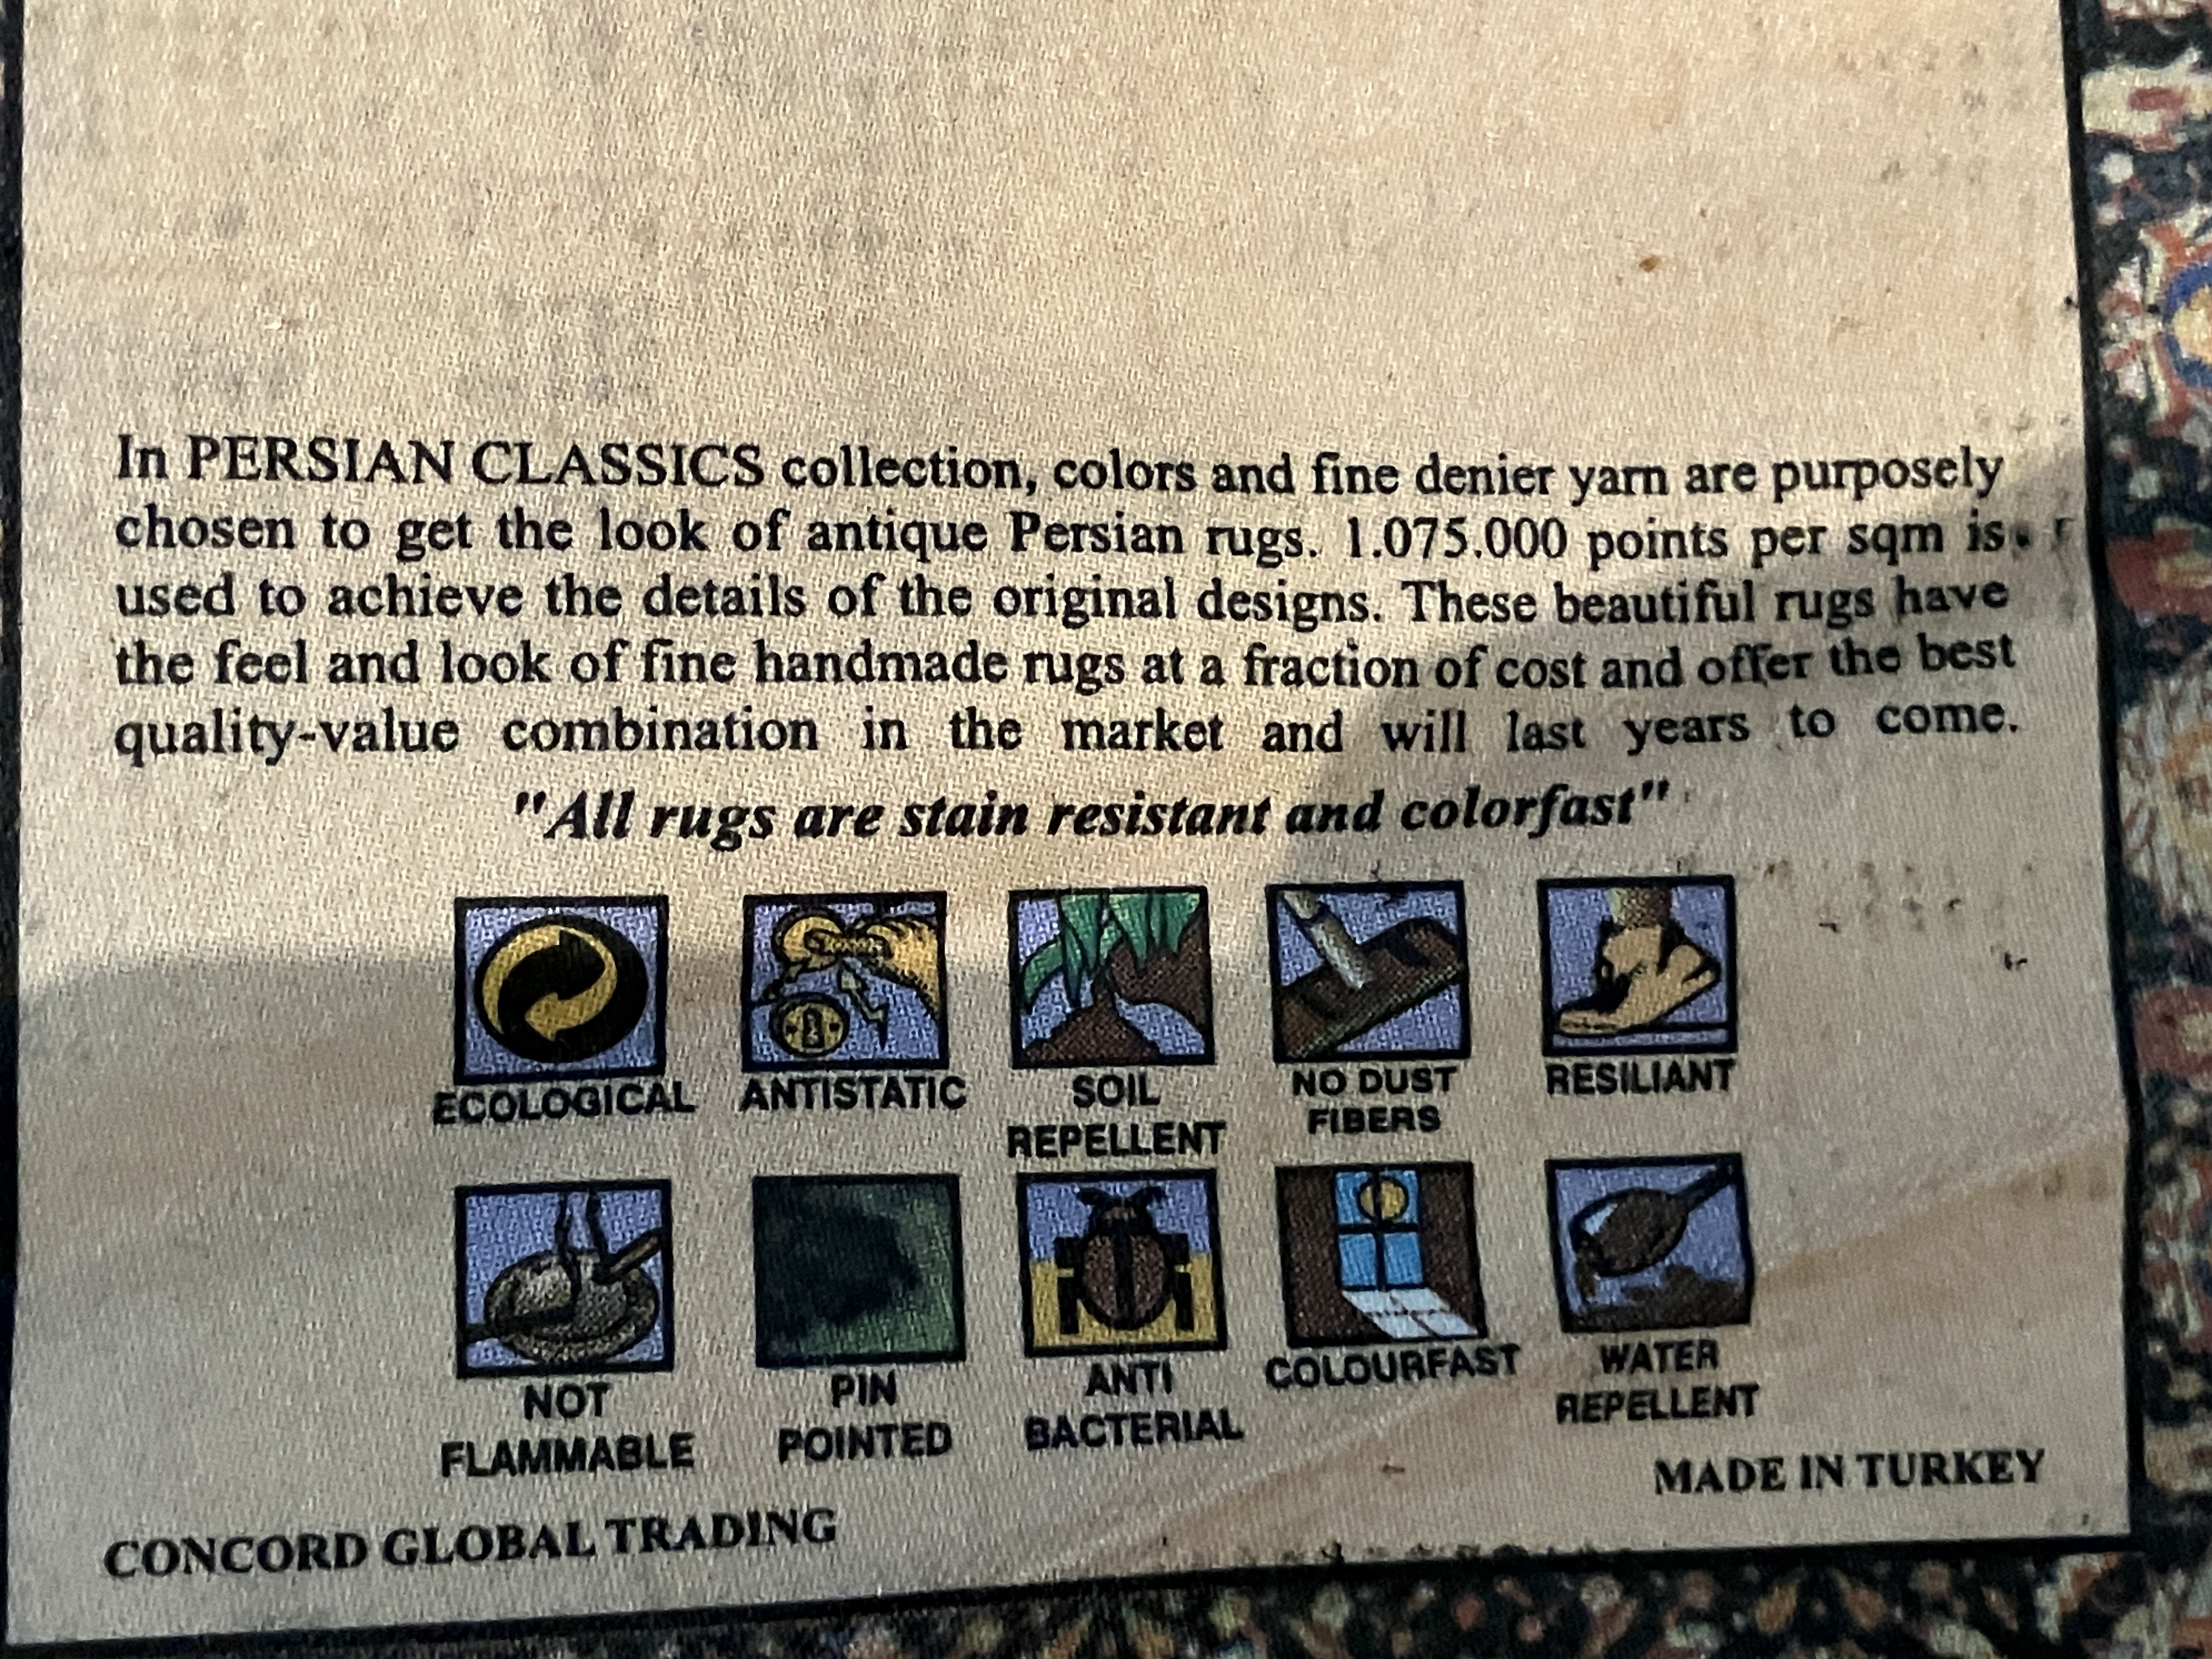 In PERSIAN CLASSICS collection, colors and fine denier yarn are purposely
chosen to get the look of antique Persian rugs. 1.075.000 points per sqm is
used to achieve the details of the original designs. These beautiful rugs have
the feel and look of fine handmade rugs at a fraction of cost and offer the best
quality-value combination in the market and will last years to come.
"All rugs are stain resistant and colorfast"
ECOLOGICAL
ANTISTATIC
SOIL
REPELLENT
NO DUST
FIBERS
RESILIANT
NOT
FLAMMABLE
PIN
POINTED
ANTI
BACTERIAL
COLOURFAST
WATER
REPELLENT
MADE IN TURKEY
CONCORD GLOBAL TRADING